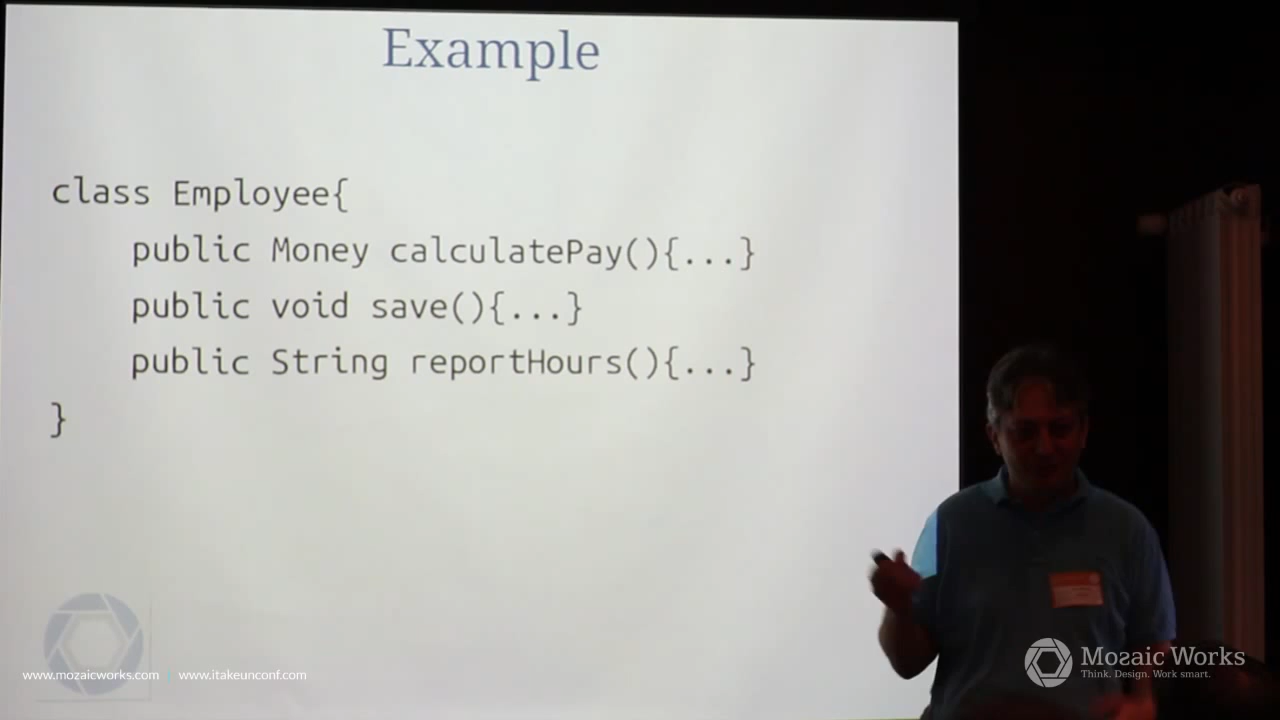 Example
class Employee{
public Money calculatePay(){...}
public void save(){...}
public String reportHours(){...}
}
www.mozaicworks.com | www.itakeunconf.com
Mozaic Works
Think. Design. Work smart.